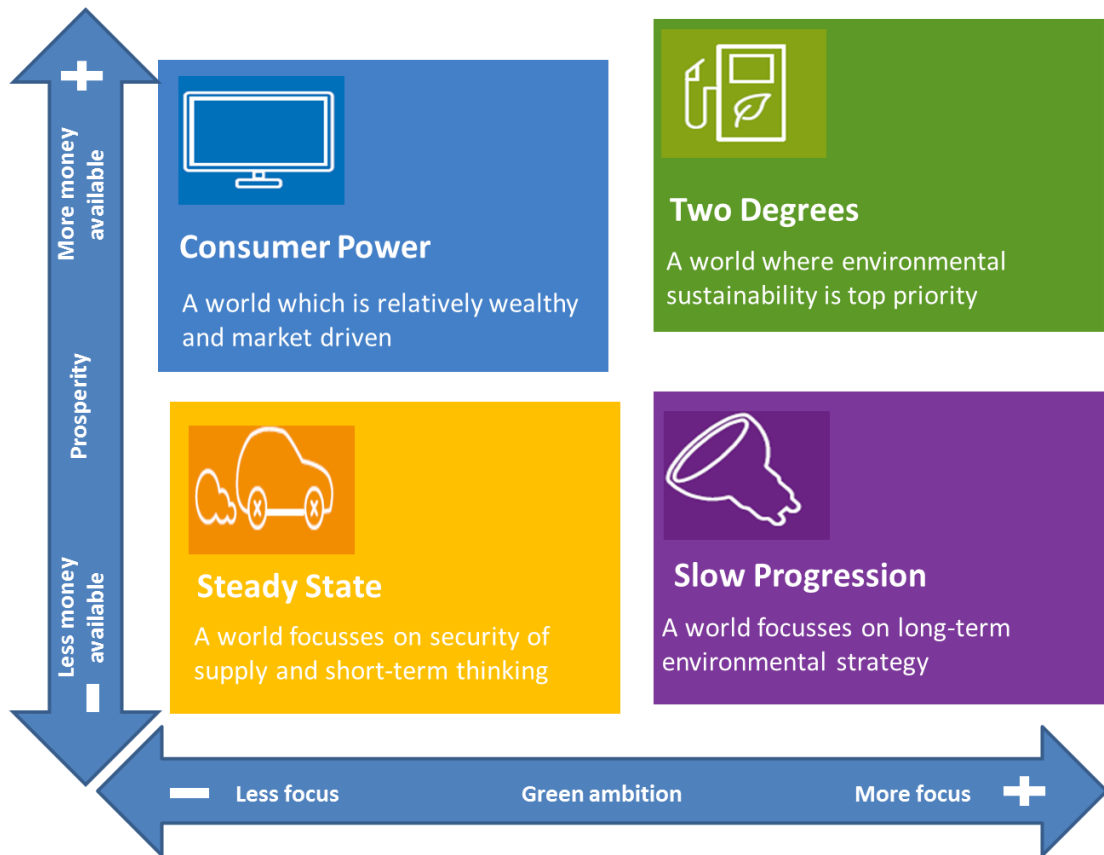 More money
available
Prosperity
Less money
available
Consumer Power
A world which is relatively wealthy
and market driven
Two Degrees
A world where environmental
sustainability is top priority
Steady State
A world focusses on security of
supply and short-term thinking
Slow Progression
A world focusses on long-term
environmental strategy
Less focus
Green ambition
More focus